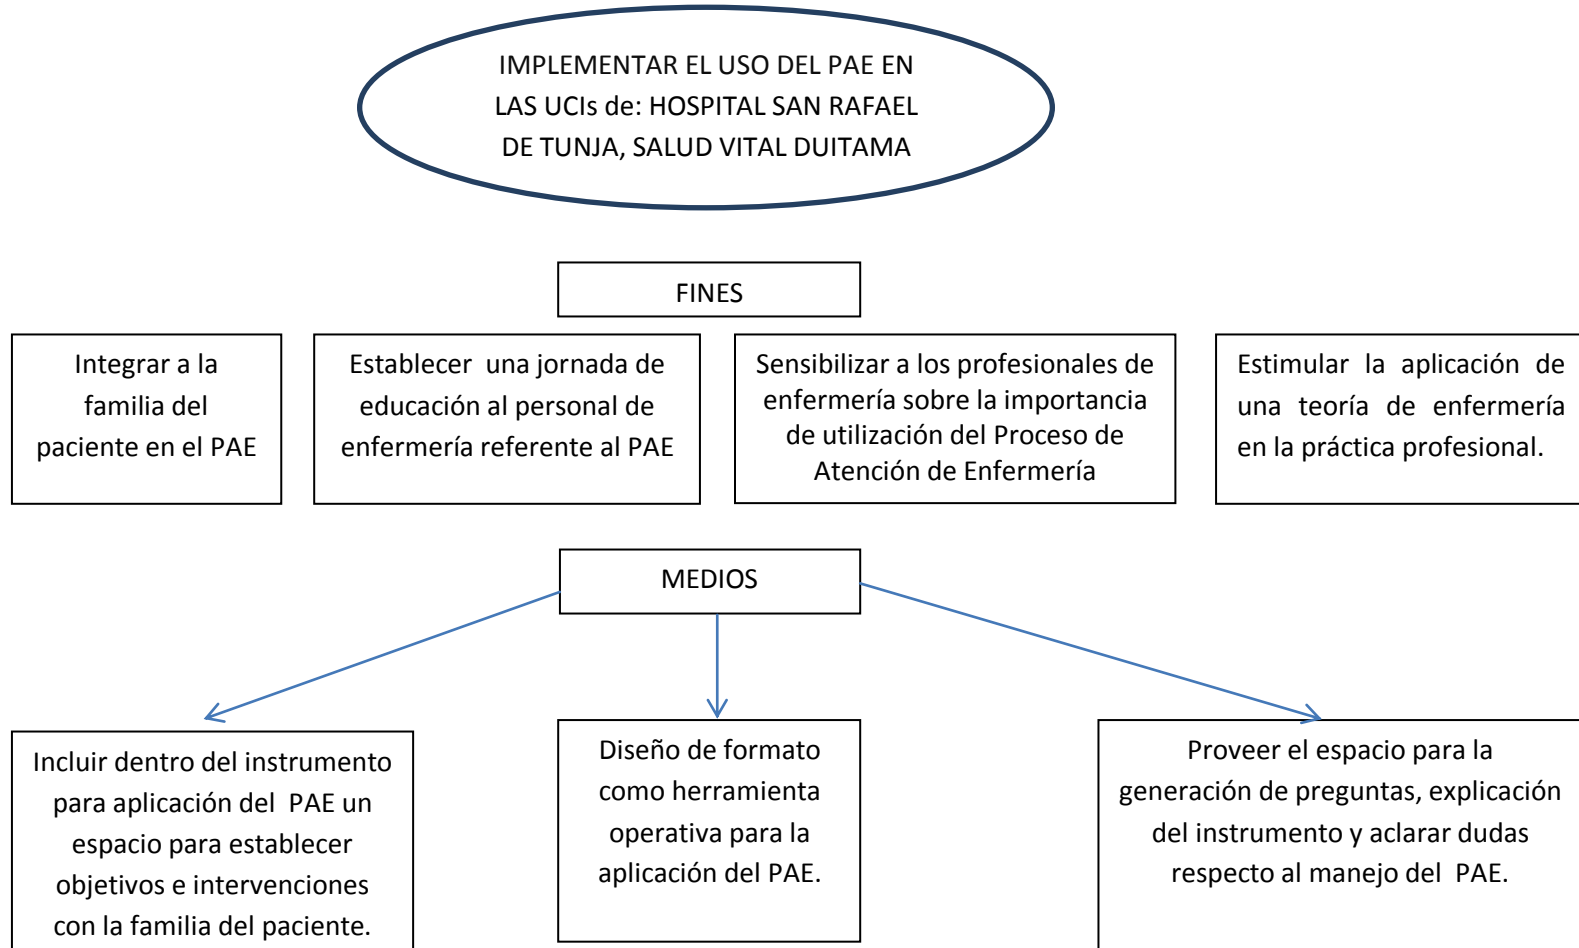 IMPLEMENTAR EL USO DEL PAE EN
LAS UCIs de: HOSPITAL SAN RAFAEL
DE TUNJA, SALUD VITAL DUITAMA
FINES
Integrar a la
familia del
paciente en el PAE
Establecer una jornada de
educación al personal de
enfermería referente al PAE
Sensibilizar a los profesionales de
enfermería sobre la importancia
de utilización del Proceso de
Atención de Enfermería
Estimular la aplicación de
una teoría de enfermería
en la práctica profesional.
MEDIOS
Incluir dentro del instrumento
para aplicación del PAE un
espacio para establecer
objetivos e intervenciones
con la familia del paciente.
Diseño de formato
como herramienta
operativa para la
aplicación del PAE.
Proveer el espacio para la
generación de preguntas, explicación
del instrumento y aclarar dudas
respecto al manejo del PAE.